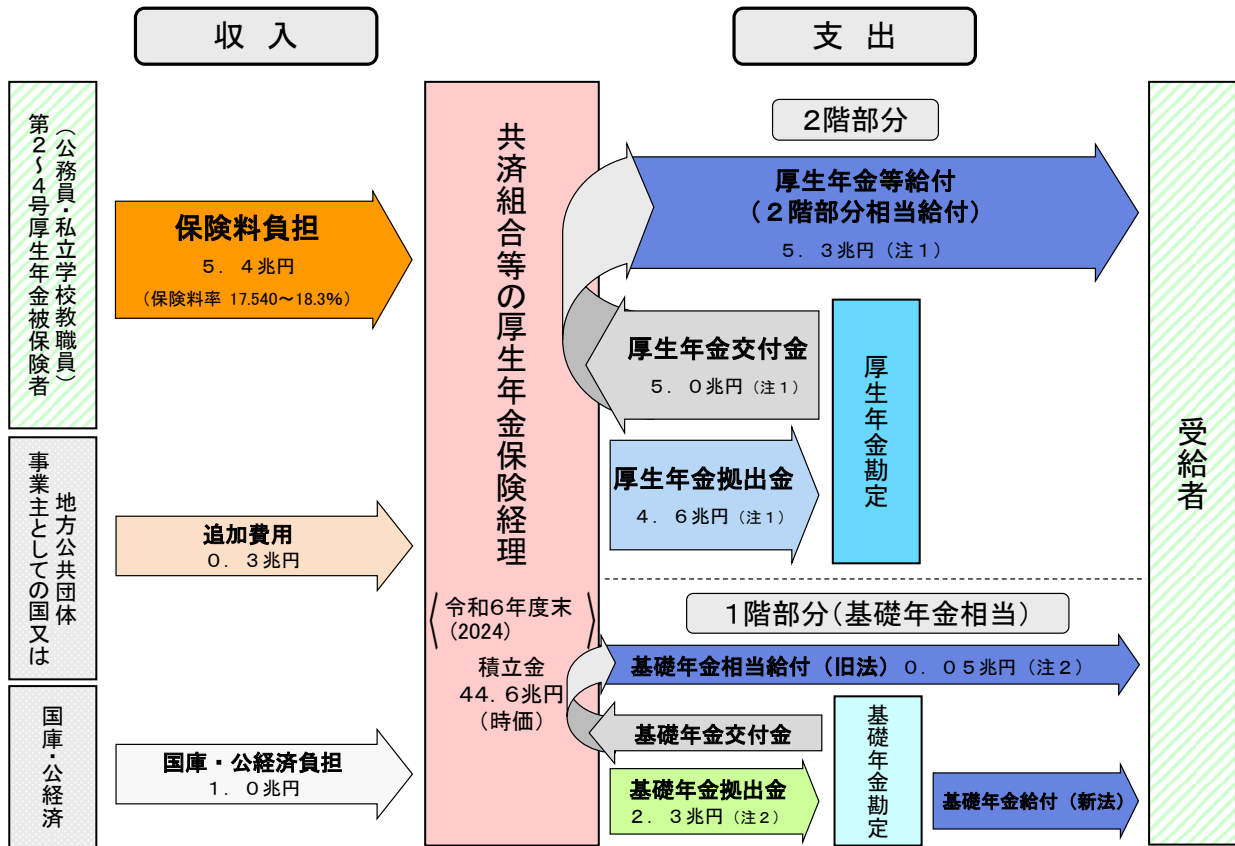 収 入
支 出
第２～４号厚生年金被保険者
（公務員・私立学校教職員）
保険料負担
５．４兆円
（保険料率 17.540～18.3%）
事業主としての国又は
地方公共団体
追加費用
０．３兆円
国庫・公経済
国庫・公経済負担
１．０兆円
共済組合等の厚生年金保険経理
令和６年度末
(2024)
積立金
44.6兆円
（時価）
２階部分
厚生年金等給付
（２階部分相当給付）
５．３兆円（注１）
厚生年金交付金
５．０兆円（注１）
厚生年金拠出金
４．６兆円（注１）
厚生年金勘定
１階部分（基礎年金相当）
基礎年金相当給付（旧法）０．０５兆円（注２）
基礎年金交付金
基礎年金拠出金
２．３兆円（注２）
基礎年金勘定
基礎年金給付（新法）
受給者